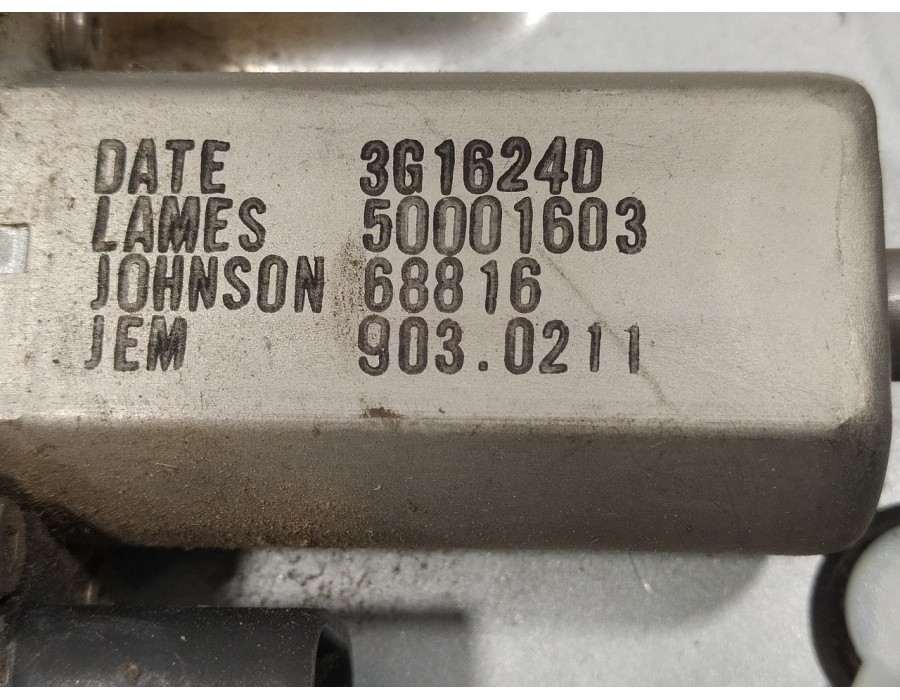 DATE 3G1624D
LAMES 50001603
JOHNSON 68816
JEM 903.0211